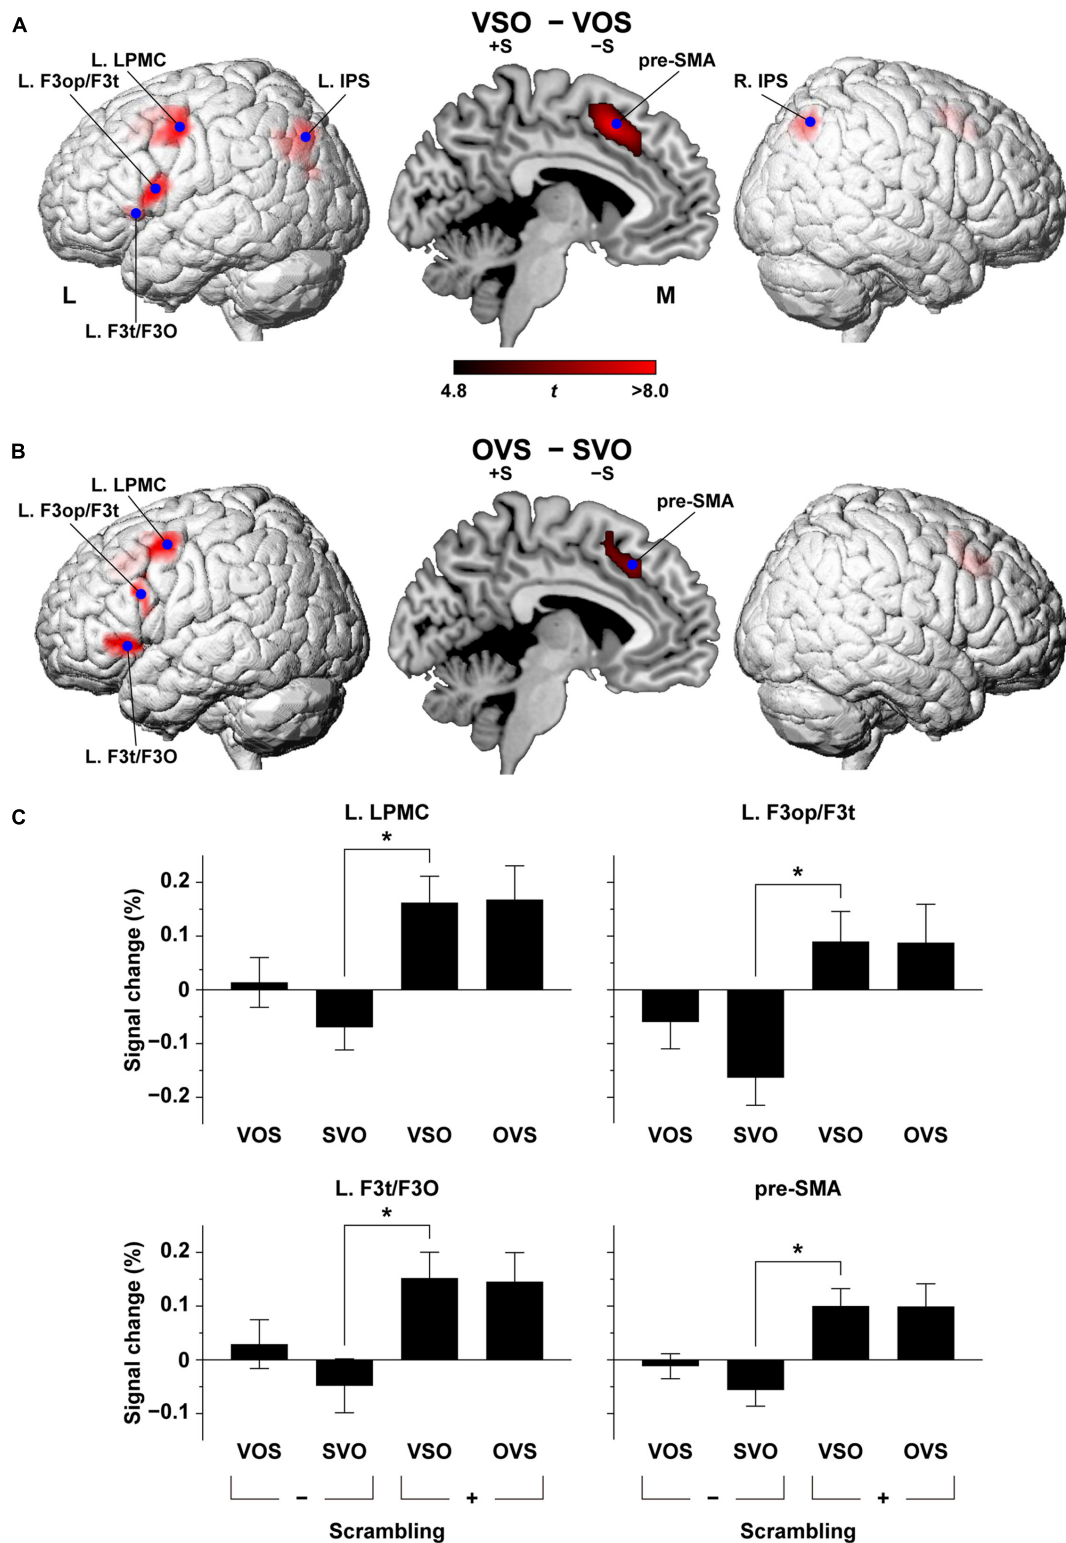 A
VSO – VOS
+S –S
L. LPMC
L. F3op/F3t
L. IPS
pre-SMA
R. IPS
L
M
L. F3t/F3O
4.8 t >8.0
B
OVS – SVO
+S –S
L. LPMC
L. F3op/F3t
pre-SMA
L. F3t/F3O
C
L. LPMC
*
Signal change (%)
0.2
0.1
0
−0.1
−0.2
VOS SVO VSO OVS
L. F3op/F3t
*
VOS SVO VSO OVS
L. F3t/F3O
*
Signal change (%)
0.2
0.1
0
−0.1
VOS SVO VSO OVS
– +
Scrambling
pre-SMA
*
VOS SVO VSO OVS
– +
Scrambling